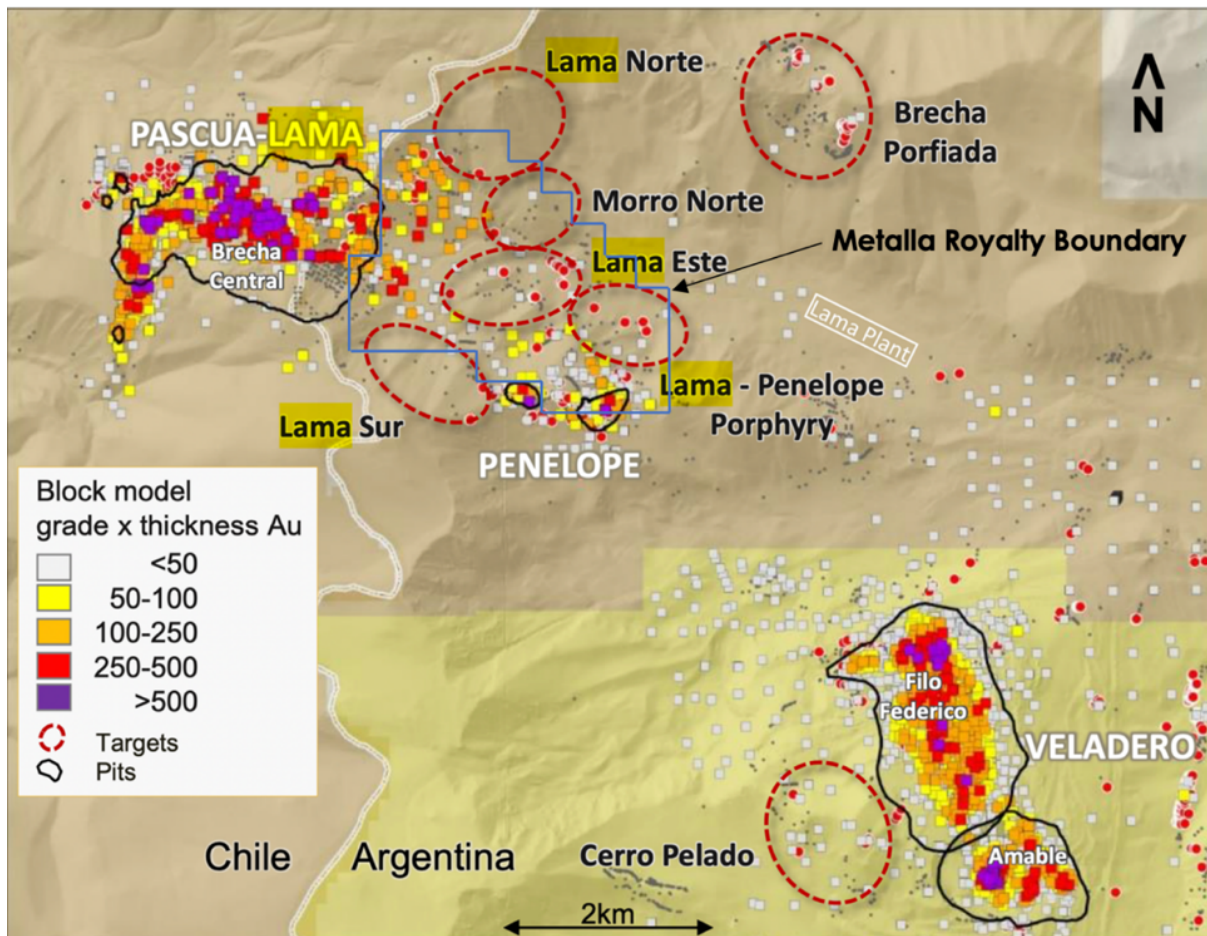 Lama Norte
PASCUA-LAMA
Brecha
Porfiada
Λ
N
Morro Norte
Metalla Royalty Boundary
Brecha
Central
Lama Este
Lama Plant
Lama - Penelope
Porphyry
Lama Sur
PENELOPE
Block model
grade x thickness Au
<50
50-100
100-250
250-500
>500
Targets
Pits
Filo
Federico
VELADERO
Chile
Argentina
Cerro Pelado
Amable
2km